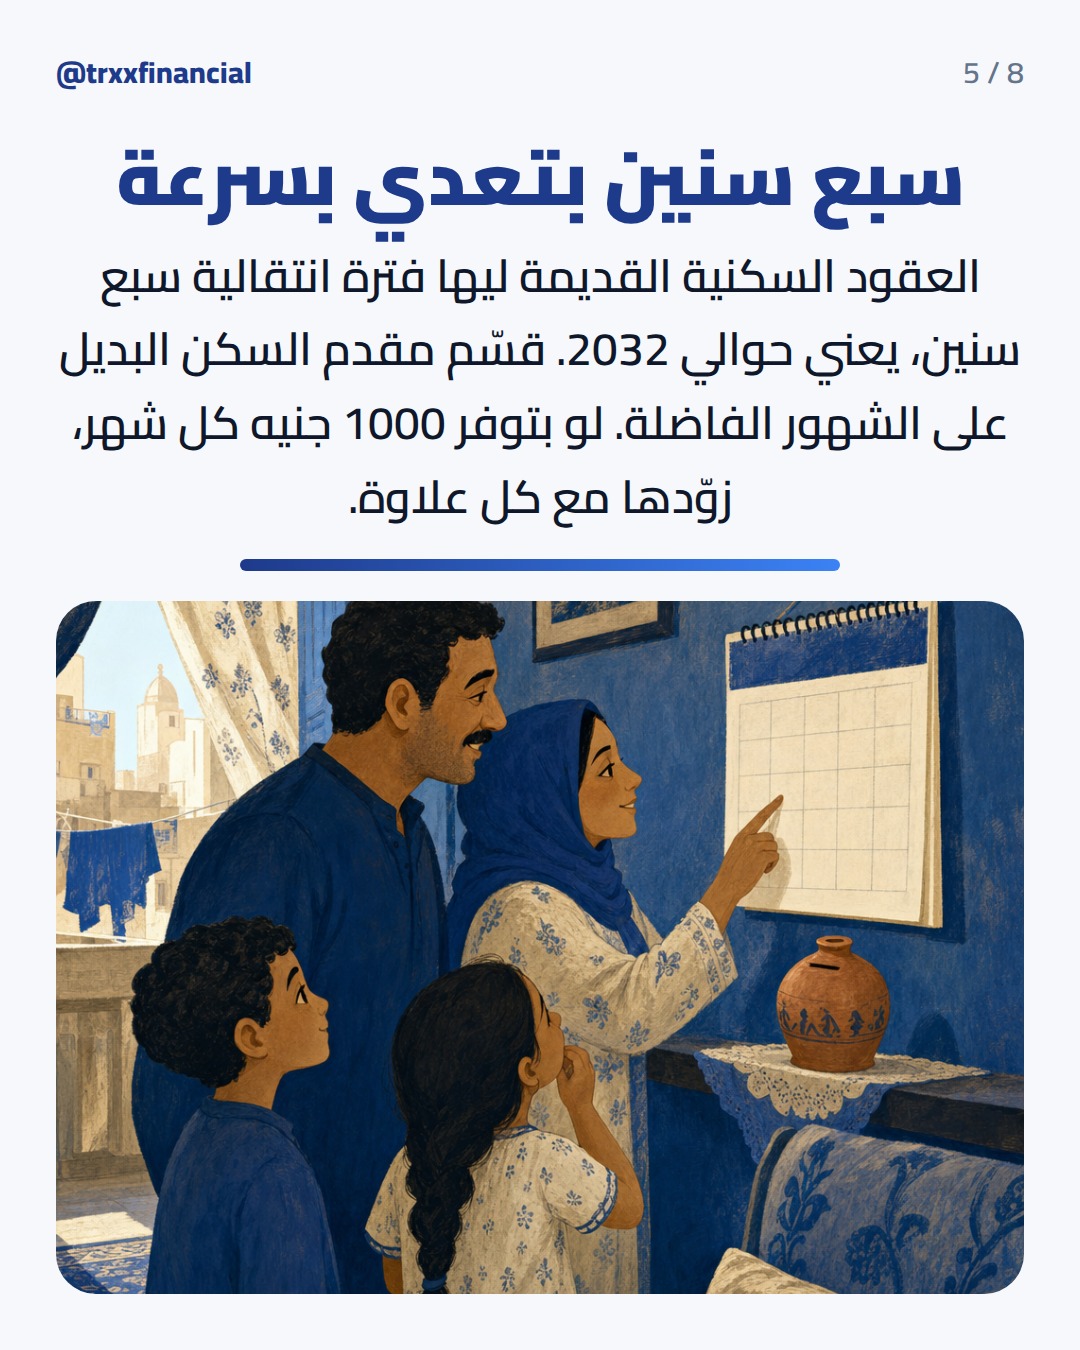 @trxxfinancial
5 / 8
سبع سنين بتعدي بسرعة
العقود السكنية القديمة ليها فترة انتقالية سبع
سنين، يعني حوالي 2032. قسّم مقدم السكن البديل
على الشهور الفاضلة. لو بتوفر 1000 جنيه كل شهر،
زوّدها مع كل علاوة.